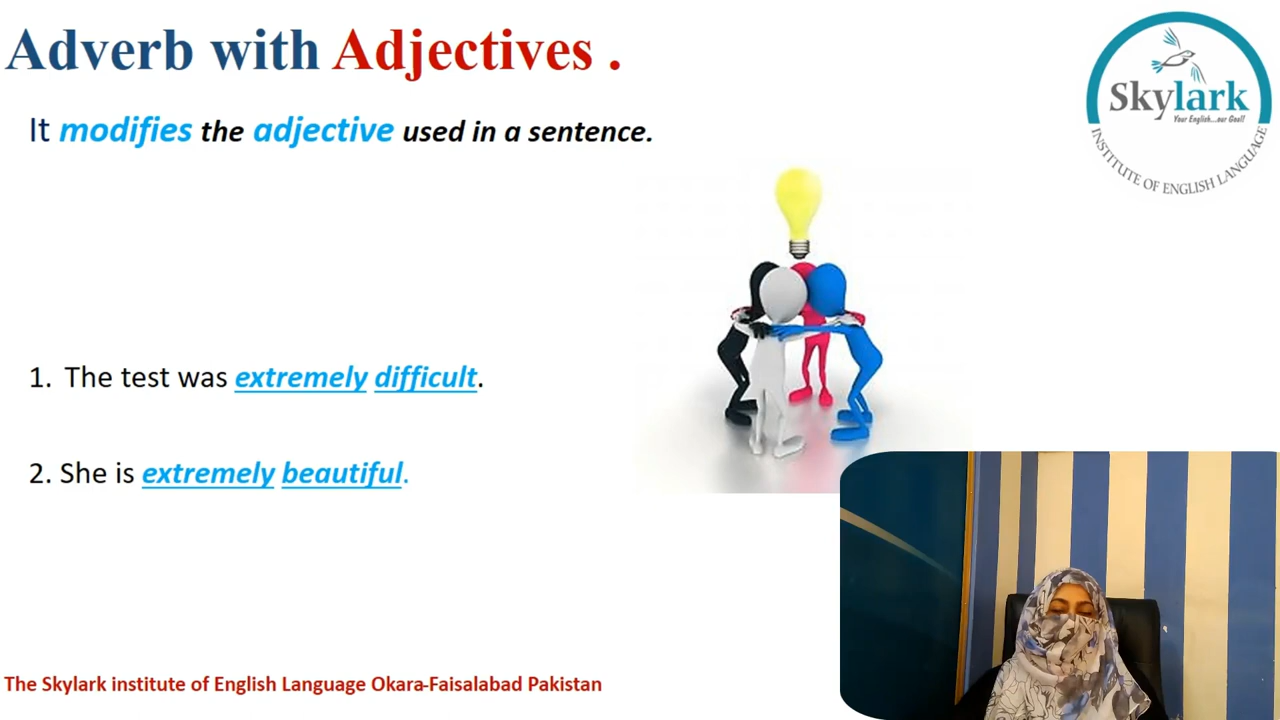 Adverb with Adjectives .
It modifies the adjective used in a sentence.
Skylark
Your English...our Goal!
INSTITUTE OF ENGLISH LANGUAGE
1. The test was extremely difficult.
2. She is extremely beautiful.
The Skylark institute of English Language Okara-Faisalabad Pakistan